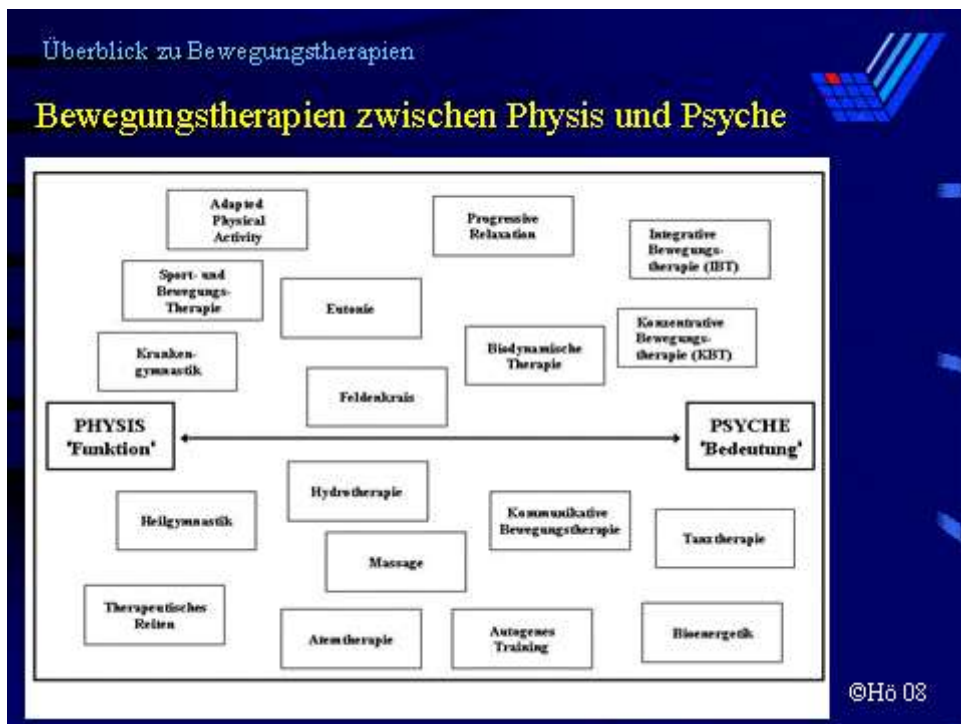 Überblick zu Bewegungstherapien
Bewegungstherapien zwischen Physis und Psyche
Adapted
Physical
Activity
Progressive
Relaxation
Integrative
Bewegungs-
therapie (IBT)
Sport- und
Bewegungs-
Therapie
Eutonie
Konzentrative
Bewegungs-
therapie (KBT)
Kranken-
gymnastik
Biodynamische
Therapie
Feldenkrais
PHYSIS
'Funktion'
PSYCHE
'Bedeutung'
Hydrotherapie
Heilgymnastik
Kommunikative
Bewegungstherapie
Tanztherapie
Massage
Therapeutisches
Reiten
Atemtherapie
Autogenes
Training
Bioenergetik
©Hö 08